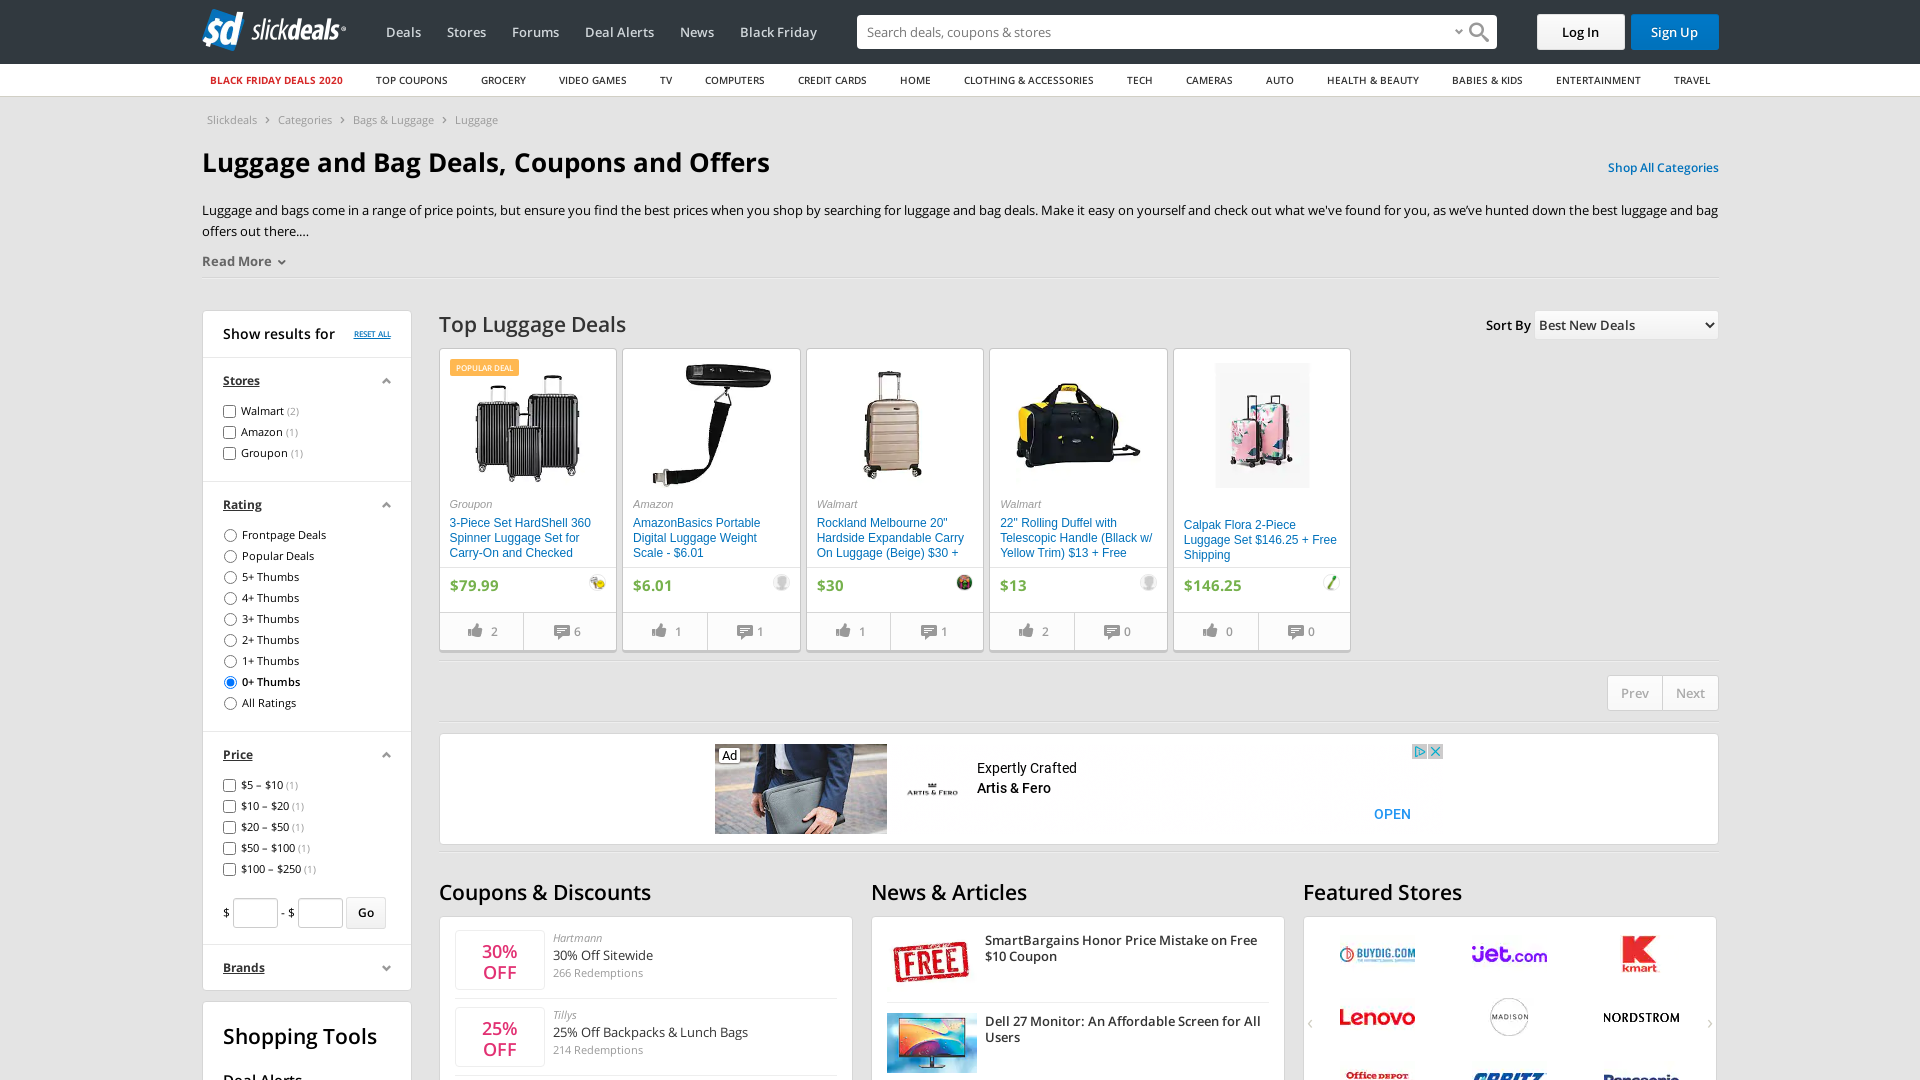 sd slickdeals
Deals
Stores
Forums
Deal Alerts
News
Black Friday
Search deals, coupons & stores
Log In
Sign Up
BLACK FRIDAY DEALS 2020
TOP COUPONS
GROCERY
VIDEO GAMES
TV
COMPUTERS
CREDIT CARDS
HOME
CLOTHING & ACCESSORIES
TECH
CAMERAS
AUTO
HEALTH & BEAUTY
BABIES & KIDS
ENTERTAINMENT
TRAVEL
Slickdeals › Categories › Bags & Luggage › Luggage
Luggage and Bag Deals, Coupons and Offers
Shop All Categories
Luggage and bags come in a range of price points, but ensure you find the best prices when you shop by searching for luggage and bag deals. Make it easy on yourself and check out what we've found for you, as we’ve hunted down the best luggage and bag
offers out there....
Read More
Show results for
RESET ALL
Stores
Walmart (2)
Amazon (1)
Groupon (1)
Rating
Frontpage Deals
Popular Deals
5+ Thumbs
4+ Thumbs
3+ Thumbs
2+ Thumbs
1+ Thumbs
0+ Thumbs
All Ratings
Price
$5 – $10 (1)
$10 – $20 (1)
$20 – $50 (1)
$50 – $100 (1)
$100 – $250 (1)
$ - $ Go
Brands
Shopping Tools
Deal Alerts
Top Luggage Deals
Sort By Best New Deals
POPULAR DEAL
Groupon
3-Piece Set HardShell 360
Spinner Luggage Set for
Carry-On and Checked
$79.99
2
6
Amazon
AmazonBasics Portable
Digital Luggage Weight
Scale - $6.01
$6.01
1
1
Walmart
Rockland Melbourne 20"
Hardside Expandable Carry
On Luggage (Beige) $30 +
$30
1
1
Walmart
22" Rolling Duffel with
Telescopic Handle (Bllack w/
Yellow Trim) $13 + Free
$13
2
0
Calpak Flora 2-Piece
Luggage Set $146.25 + Free
Shipping
$146.25
0
0
Prev
Next
Ad
ARTIS & FERO
Expertly Crafted
Artis & Fero
OPEN
Coupons & Discounts
30%
OFF
Hartmann
30% Off Sitewide
266 Redemptions
25%
OFF
Tillys
25% Off Backpacks & Lunch Bags
214 Redemptions
News & Articles
FREE
SmartBargains Honor Price Mistake on Free
$10 Coupon
Dell 27 Monitor: An Affordable Screen for All
Users
Featured Stores
BUYDIG.COM
Jet.com
K
kmart
Lenovo
MADISON
NORDSTROM
Office DEPOT
ORBITZ
Panasonic